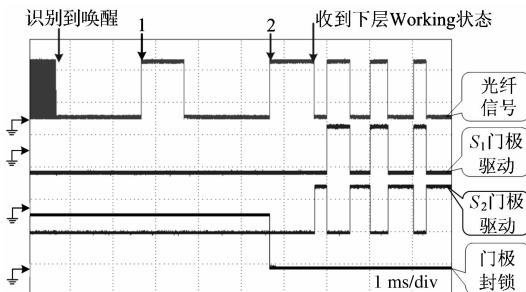 识别到唤醒
1
2
收到下层Working状态
光纤
信号
S1门极
驱动
S2门极
驱动
门极
封锁
1 ms/div